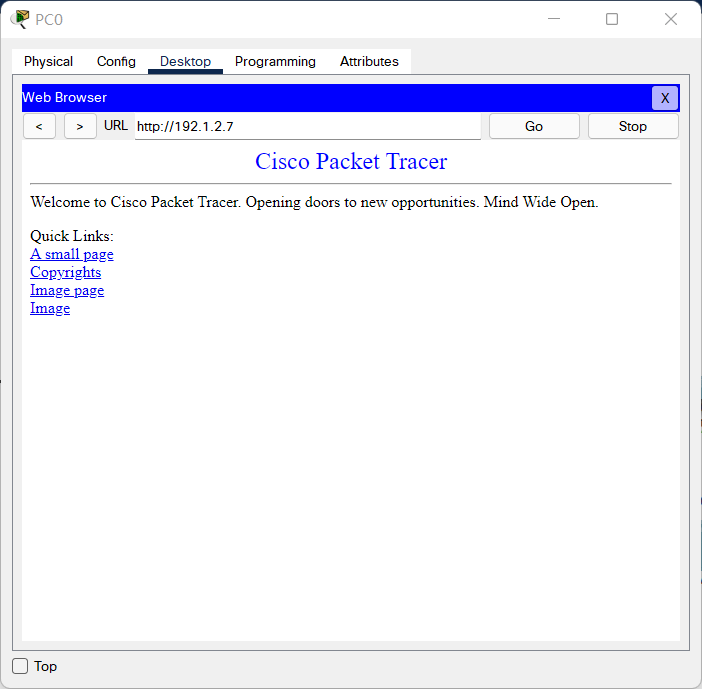 PC0
Physical Config Desktop Programming Attributes
Web Browser X
< > URL http://192.1.2.7 Go Stop
Cisco Packet Tracer
Welcome to Cisco Packet Tracer. Opening doors to new opportunities. Mind Wide Open.
Quick Links:
A small page
Copyrights
Image page
Image
Top